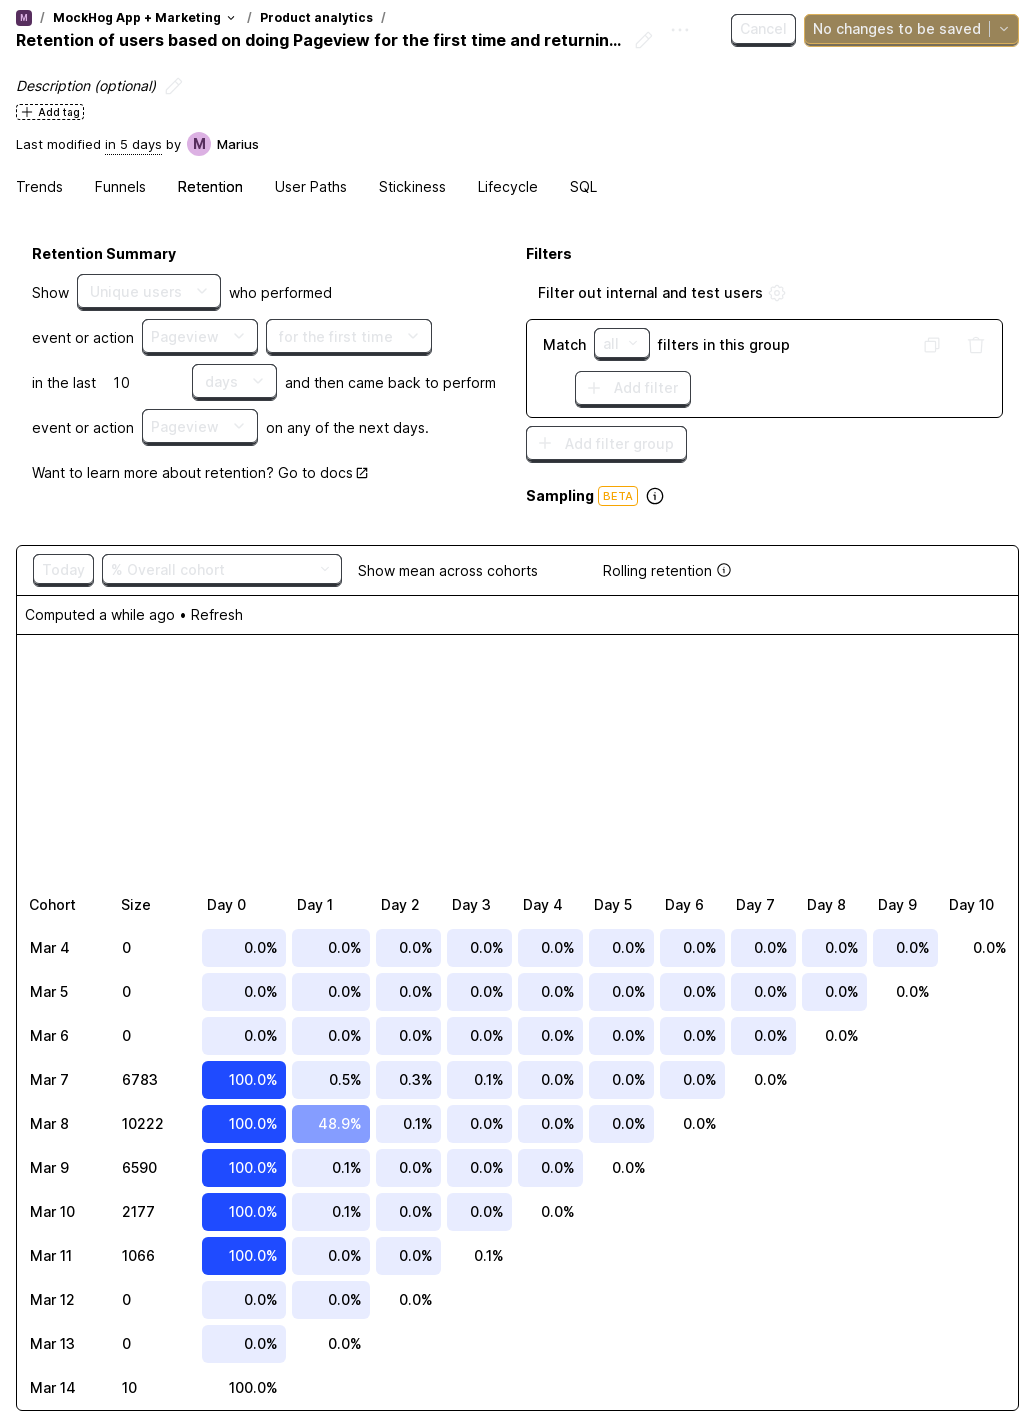 M / MockHog App + Marketing / Product analytics /
Retention of users based on doing Pageview for the first time and returnin...
Cancel
No changes to be saved
Description (optional)
Add tag
Last modified in 5 days by M Marius
Trends Funnels Retention User Paths Stickiness Lifecycle SQL
Retention Summary
Show Unique users who performed
event or action Pageview for the first time
in the last 10 days and then came back to perform
event or action Pageview on any of the next days.
Want to learn more about retention? Go to docs
Filters
Filter out internal and test users
Match all filters in this group
Add filter
Add filter group
Sampling BETA
Today % Overall cohort Show mean across cohorts Rolling retention
Computed a while ago • Refresh
Cohort Size Day 0 Day 1 Day 2 Day 3 Day 4 Day 5 Day 6 Day 7 Day 8 Day 9 Day 10
Mar 4 0 0.0% 0.0% 0.0% 0.0% 0.0% 0.0% 0.0% 0.0% 0.0% 0.0% 0.0%
Mar 5 0 0.0% 0.0% 0.0% 0.0% 0.0% 0.0% 0.0% 0.0% 0.0% 0.0%
Mar 6 0 0.0% 0.0% 0.0% 0.0% 0.0% 0.0% 0.0% 0.0% 0.0%
Mar 7 6783 100.0% 0.5% 0.3% 0.1% 0.0% 0.0% 0.0% 0.0%
Mar 8 10222 100.0% 48.9% 0.1% 0.0% 0.0% 0.0% 0.0%
Mar 9 6590 100.0% 0.1% 0.0% 0.0% 0.0% 0.0%
Mar 10 2177 100.0% 0.1% 0.0% 0.0% 0.0%
Mar 11 1066 100.0% 0.0% 0.0% 0.1%
Mar 12 0 0.0% 0.0% 0.0%
Mar 13 0 0.0% 0.0%
Mar 14 10 100.0%